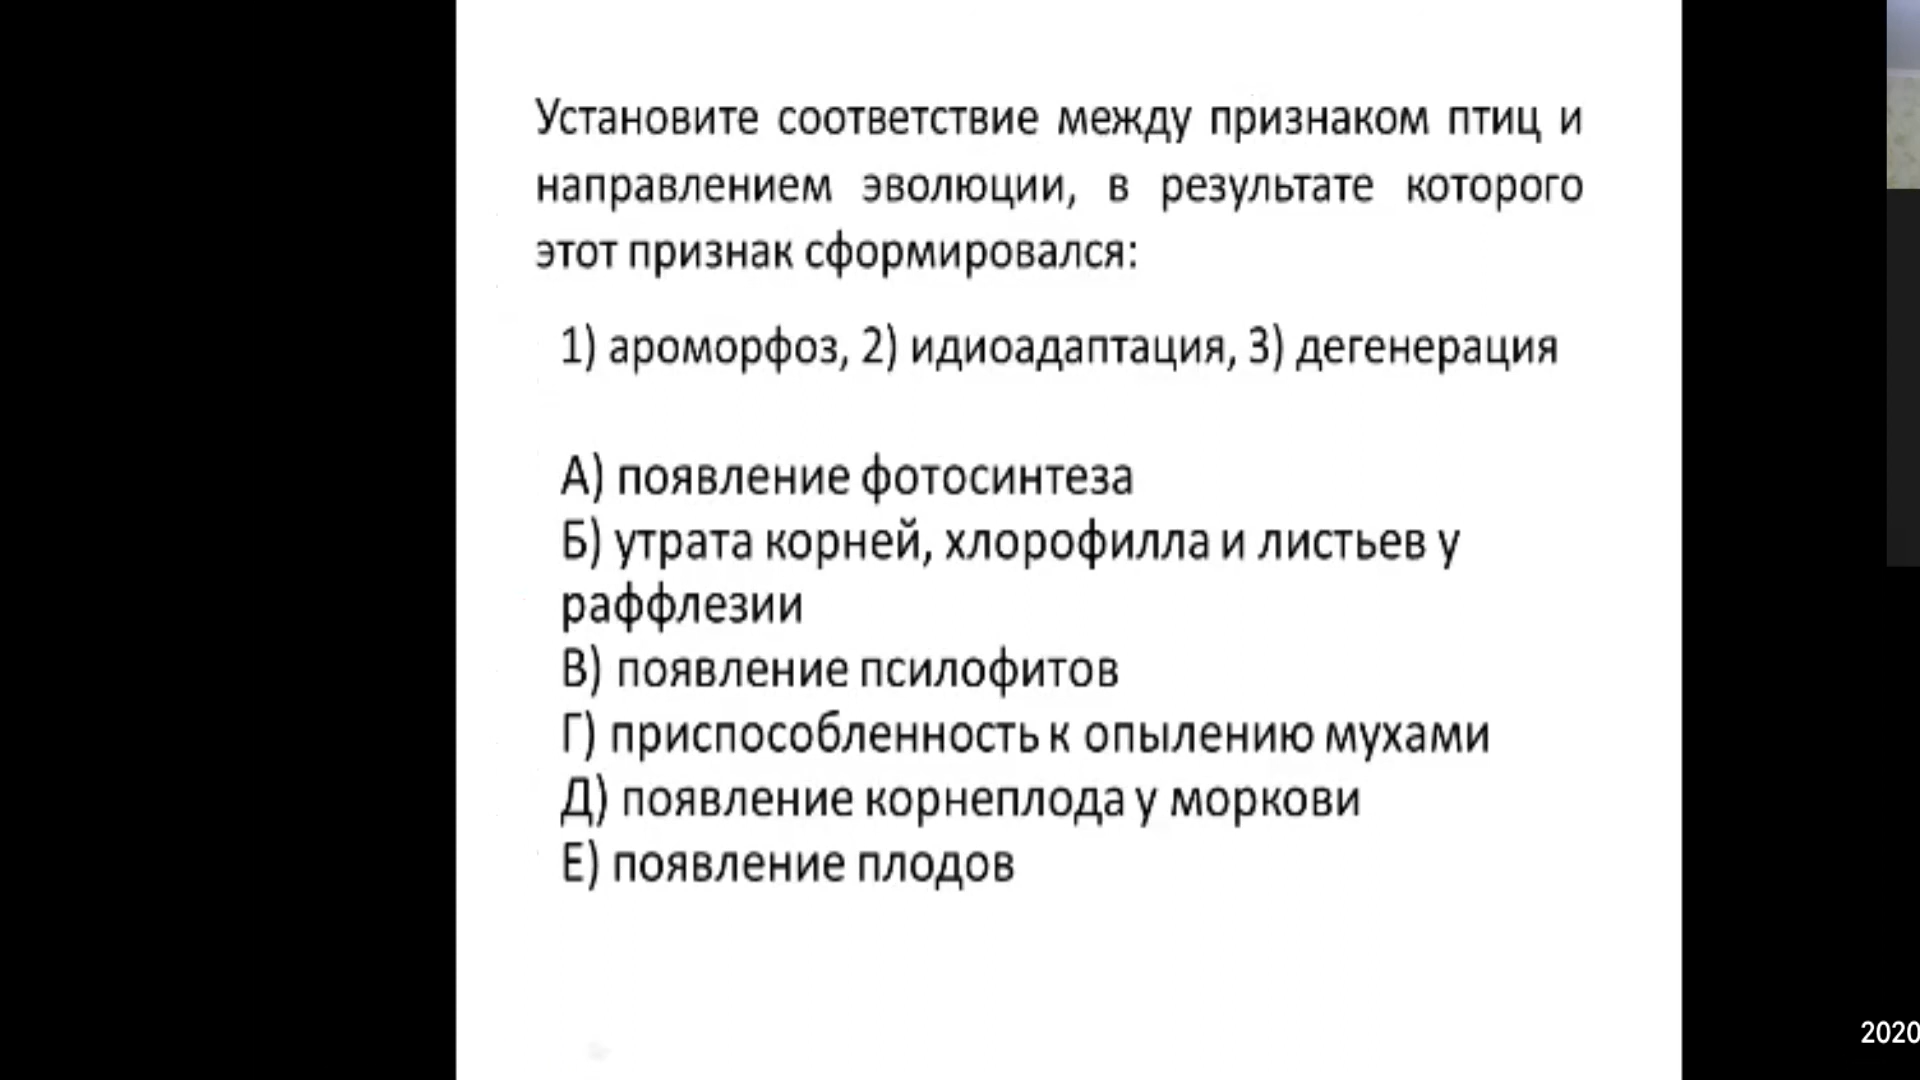 Установите соответствие между признаком птиц и
направлением эволюции, в результате которого
этот признак сформировался:
1) ароморфоз, 2) идиоадаптация, 3) дегенерация
А) появление фотосинтеза
Б) утрата корней, хлорофилла и листьев у
раффлезии
В) появление псилофитов
Г) приспособленность к опылению мухами
Д) появление корнеплода у моркови
Е) появление плодов
2020